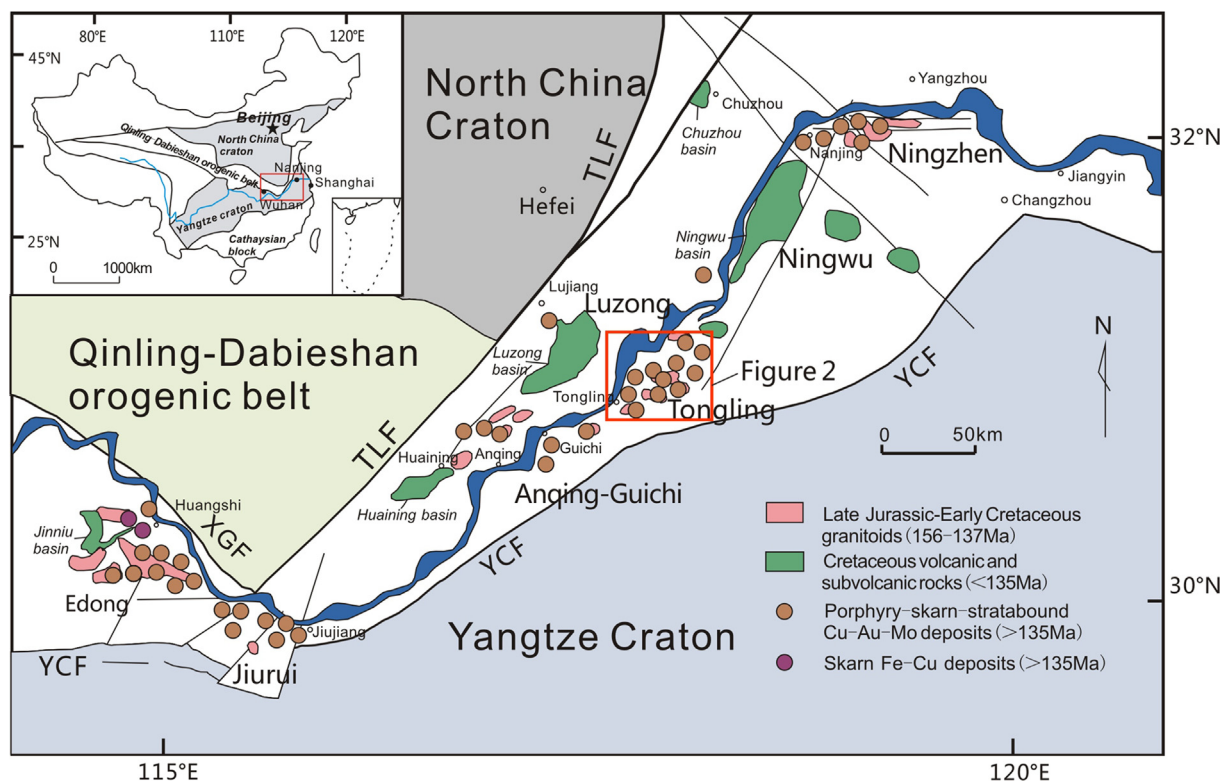 80°E
110°E
120°E
45°N
25°N
Beijing
North China
craton
Qinling-Dabieshan orogenic belt
Nanjing
Shanghai
Wuhan
Yangtze craton
Cathaysian
block
0
1000km
North China
Craton
TLF
Hefei
Chuzhou
Chuzhou
basin
Yangzhou
Nanjing
Ningzhen
Jiangyin
Changzhou
32°N
Ningwu
basin
Ningwu
Lujiang
Luzong
Luzong
basin
Qinling-Dabieshan
orogenic belt
TLF
Tongling
Figure 2
Tongling
YCF
N
0
50km
Huaining
Anqing
Guichi
Anqing-Guichi
Huaining basin
Huangshi
XGF
Jinniu
basin
Edong
YCF
YCF
Jiujiang
Jiurui
Yangtze Craton
Late Jurassic-Early Cretaceous
granitoids (156-137Ma)
Cretaceous volcanic and
subvolcanic rocks (<135Ma)
Porphyry-skarn-stratabound
Cu-Au-Mo deposits (>135Ma)
Skarn Fe-Cu deposits (>135Ma)
30°N
115°E
120°E